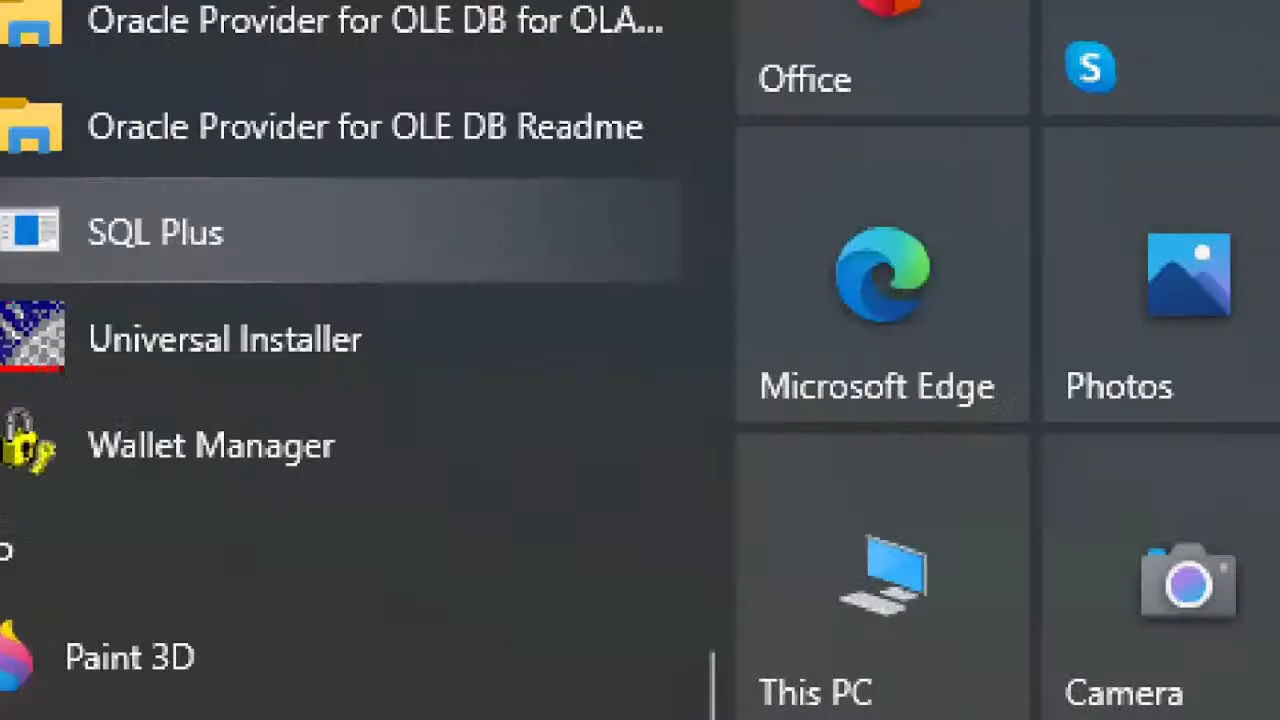 Oracle Provider for OLE DB for OLA...
Oracle Provider for OLE DB Readme
SQL Plus
Universal Installer
Wallet Manager
P
Paint 3D
Office
S
Microsoft Edge
Photos
This PC
Camera